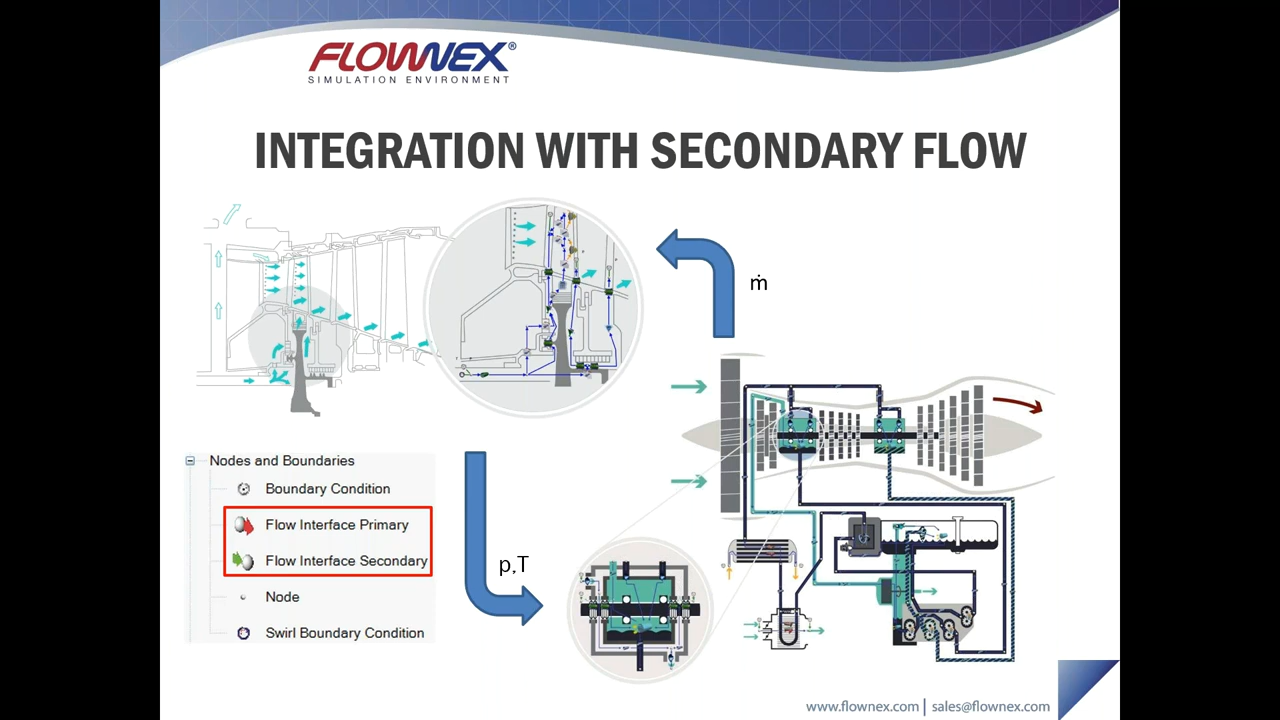 FLOWNEX®
SIMULATION ENVIRONMENT
INTEGRATION WITH SECONDARY FLOW
ṁ
Nodes and Boundaries
Boundary Condition
Flow Interface Primary
Flow Interface Secondary
Node
Swirl Boundary Condition
p,T
www.flownex.com | sales@flownex.com